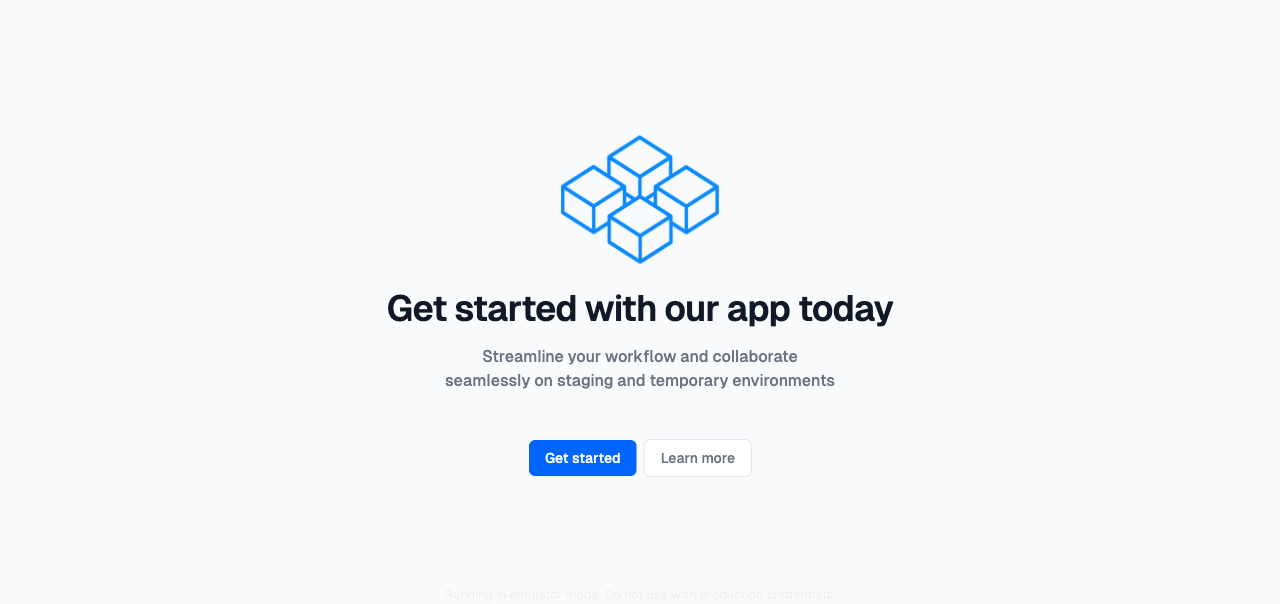 Get started with our app today
Streamline your workflow and collaborate
seamlessly on staging and temporary environments
Get started
Learn more
Running in emulator mode. Do not use with production credentials.